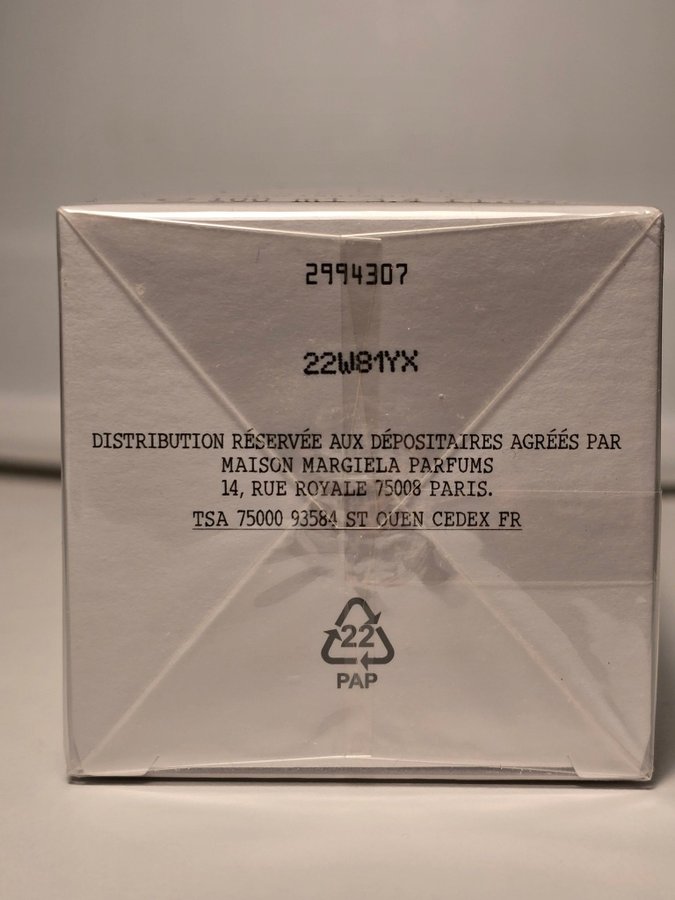 2994307
22W81YX
DISTRIBUTION RÉSERVÉE AUX DÉPOSITAIRES AGRÉÉS PAR
MAISON MARGIELA PARFUMS
14, RUE ROYALE 75008 PARIS.
TSA 75000 93584 ST OUEN CEDEX FR
22
PAP